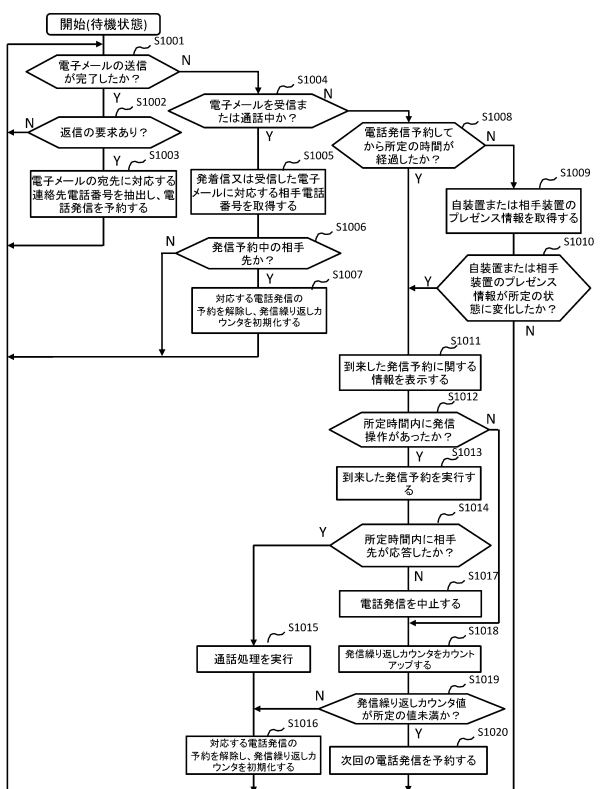 開始(待機状態)
S1001
電子メールの送信
が完了したか？
N
Y
S1002
返信の要求あり？
N
Y
S1003
電子メールの宛先に対応する
連絡先電話番号を抽出し、電
話発信を予約する
S1004
電子メールを受信ま
たは通話中か？
N
Y
S1005
発着信又は受信した電子
メールに対応する相手電話
番号を取得する
S1006
発信予約中の相手
先か？
N
Y
S1007
対応する電話発信の
予約を解除し、発信繰り返しカ
ウンタを初期化する
S1008
電話発信予約して
から所定の時間が
経過したか？
N
Y
S1009
自装置または相手装置の
プレゼンス情報を取得する
S1010
自装置または相手
装置のプレゼンス
情報が所定の状
態に変化したか？
Y
N
S1011
到来した発信予約に関する
情報を表示する
S1012
所定時間内に発信
操作があったか？
N
Y
S1013
到来した発信予約を実行す
る
S1014
所定時間内に相手
先が応答したか？
Y
N
S1017
電話発信を中止する
S1015
通話処理を実行
S1018
発信繰り返しカウンタをカウント
アップする
S1019
発信繰り返しカウンタ値
が所定の値未満か？
N
Y
S1016
対応する電話発信の
予約を解除し、発信繰り返しカ
ウンタを初期化する
S1020
次回の電話発信を予約する